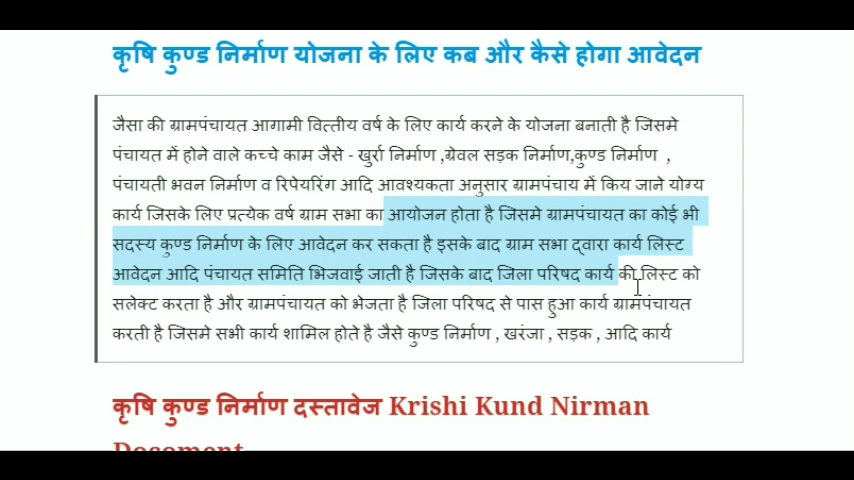 कृषि कुण्ड निर्माण योजना के लिए कब और कैसे होगा आवेदन
जैसा की ग्रामपंचायत आगामी वित्तीय वर्ष के लिए कार्य करने के योजना बनाती है जिसमे
पंचायत में होने वाले कच्चे काम जैसे - खुर्रा निर्माण ,ग्रेवल सड़क निर्माण,कुण्ड निर्माण ,
पंचायती भवन निर्माण व रिपेयरिंग आदि आवश्यकता अनुसार ग्रामपंचाय में किय जाने योग्य
कार्य जिसके लिए प्रत्येक वर्ष ग्राम सभा का आयोजन होता है जिसमे ग्रामपंचायत का कोई भी
सदस्य कुण्ड निर्माण के लिए आवेदन कर सकता है इसके बाद ग्राम सभा द्वारा कार्य लिस्ट
आवेदन आदि पंचायत समिति भिजवाई जाती है जिसके बाद जिला परिषद कार्य की लिस्ट को
सलेक्ट करता है और ग्रामपंचायत को भेजता है जिला परिषद से पास हुआ कार्य ग्रामपंचायत
करती है जिसमे सभी कार्य शामिल होते है जैसे कुण्ड निर्माण , खरंजा , सड़क , आदि कार्य
कृषि कुण्ड निर्माण दस्तावेज Krishi Kund Nirman
Document